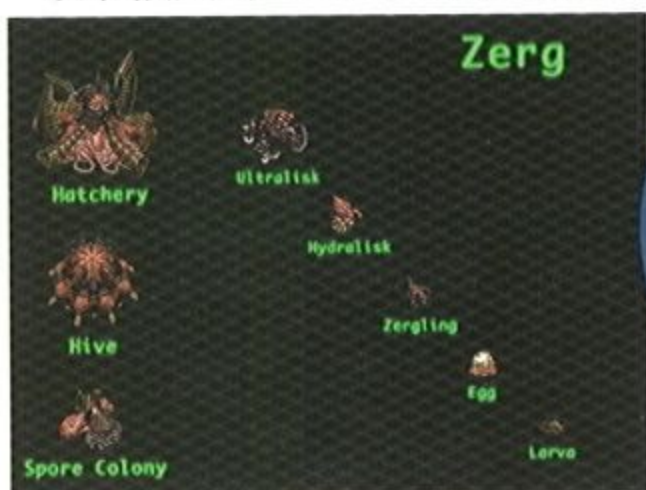 Zerg
Hatchery
Ultralisk
Hydralisk
Hive
Zergling
Egg
Spore Colony
Larva